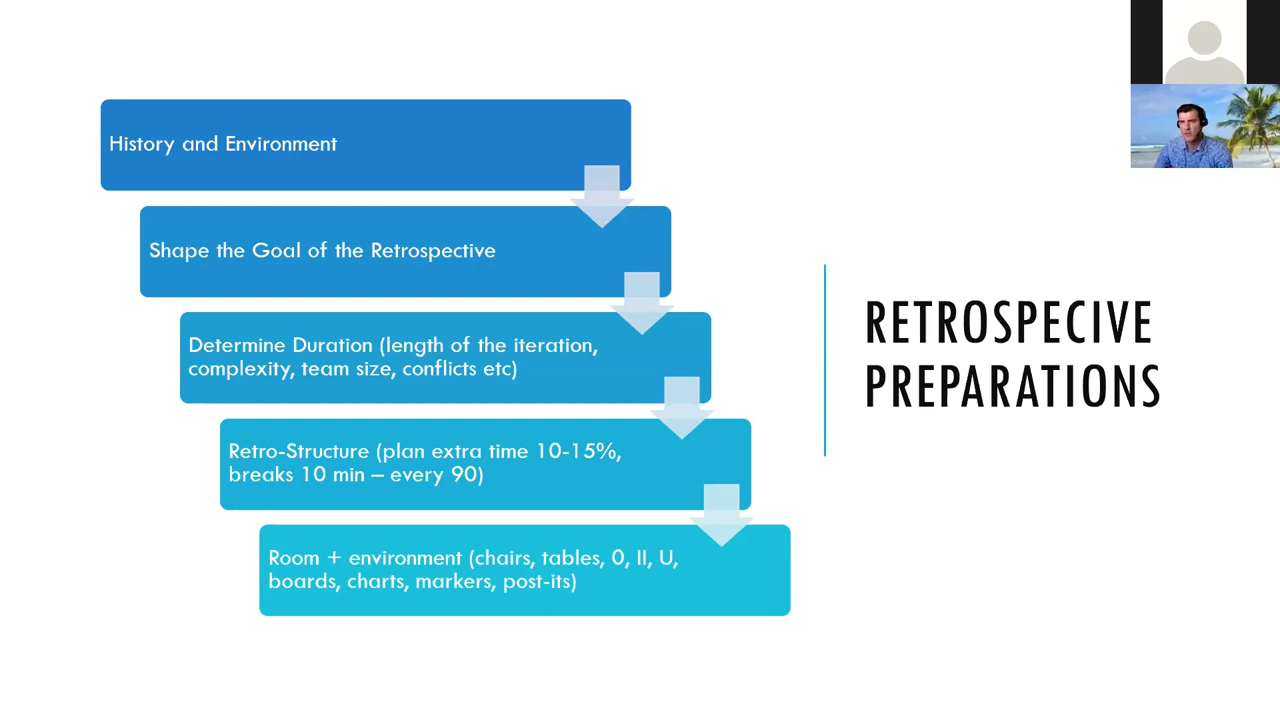 History and Environment
Shape the Goal of the Retrospective
Determine Duration (length of the iteration,
complexity, team size, conflicts etc)
Retro-Structure (plan extra time 10-15%,
breaks 10 min – every 90)
Room + environment (chairs, tables, 0, II, U,
boards, charts, markers, post-its)
RETROSPECIVE
PREPARATIONS